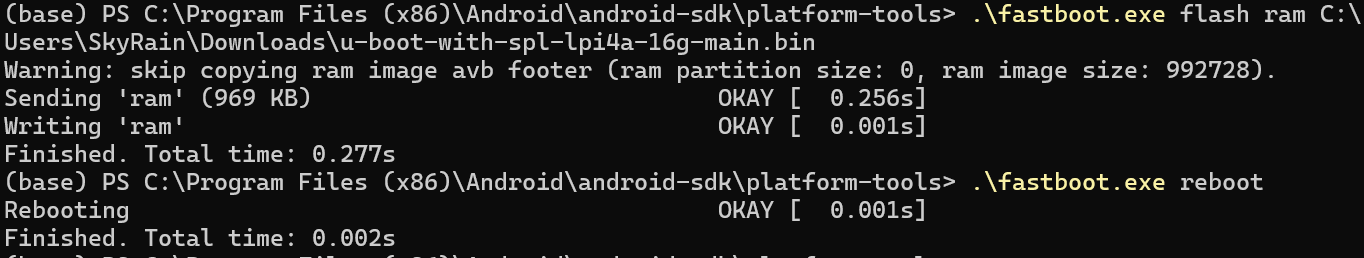 (base) PS C:\Program Files (x86)\Android\android-sdk\platform-tools> .\fastboot.exe flash ram C:\
Users\SkyRain\Downloads\u-boot-with-spl-lpi4a-16g-main.bin
Warning: skip copying ram image avb footer (ram partition size: 0, ram image size: 992728).
Sending 'ram' (969 KB)                             OKAY [  0.256s]
Writing 'ram'                                      OKAY [  0.001s]
Finished. Total time: 0.277s
(base) PS C:\Program Files (x86)\Android\android-sdk\platform-tools> .\fastboot.exe reboot
Rebooting                                          OKAY [  0.001s]
Finished. Total time: 0.002s